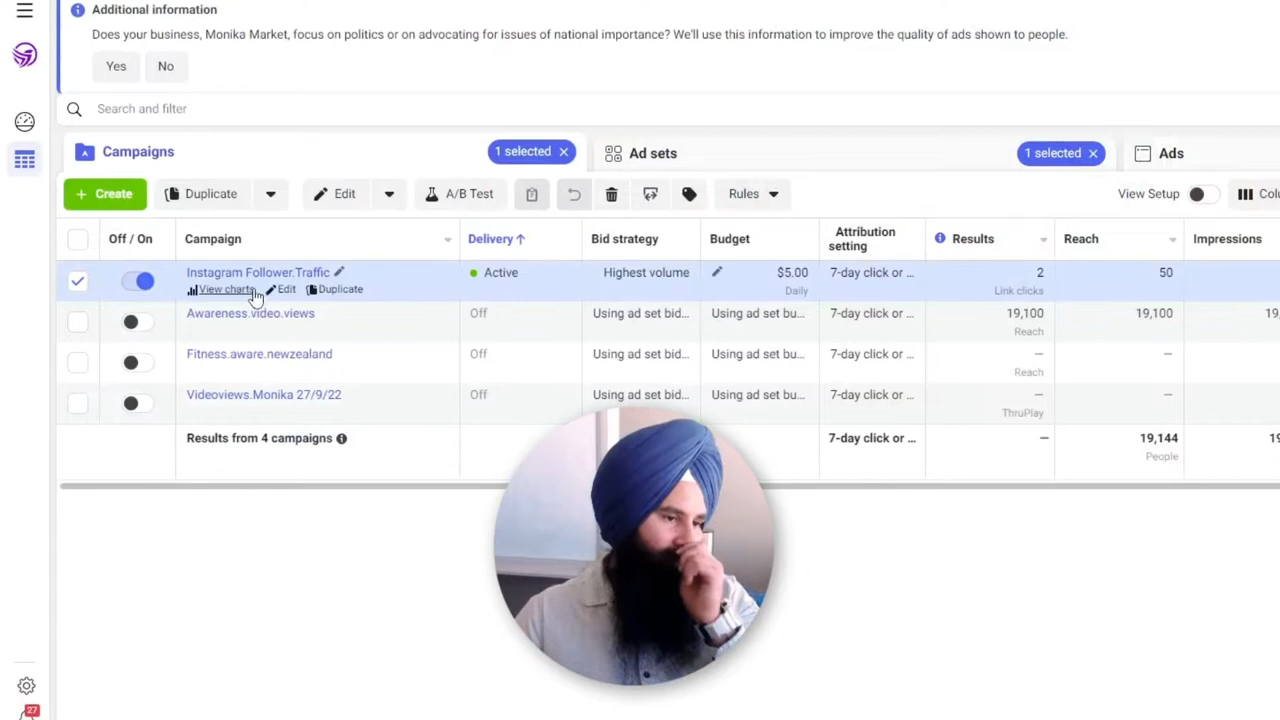 Additional information
Does your business, Monika Market, focus on politics or on advocating for issues of national importance? We'll use this information to improve the quality of ads shown to people.
Yes No
Search and filter
Campaigns 1 selected Ad sets 1 selected Ads
+ Create Duplicate Edit A/B Test Rules View Setup
Off / On Campaign Delivery ↑ Bid strategy Budget Attribution setting Results Reach Impressions
Instagram Follower.Traffic Active Highest volume $5.00 7-day click or ... 2 50
View charts Edit Duplicate Daily Link clicks
Awareness.video.views Off Using ad set bid... Using ad set bu... 7-day click or ... 19,100 19,100
Reach
Fitness.aware.newzealand Off Using ad set bid... Using ad set bu... 7-day click or ... — —
Reach
Videoviews.Monika 27/9/22 Off Using ad set bid... Using ad set bu... 7-day click or ... — —
ThruPlay
Results from 4 campaigns 7-day click or ... — 19,144
People
27